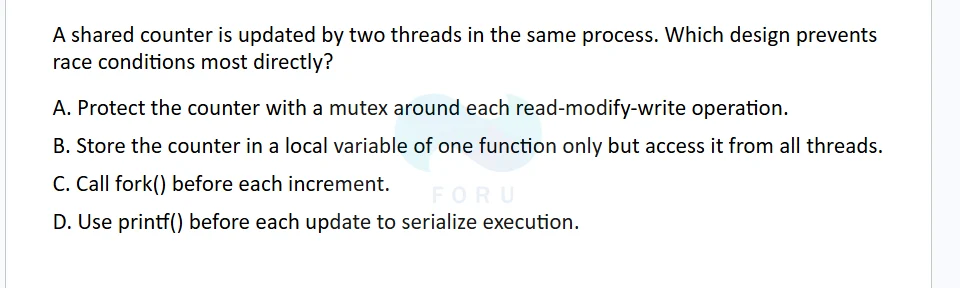 A shared counter is updated by two threads in the same process. Which design prevents
race conditions most directly?
A. Protect the counter with a mutex around each read-modify-write operation.
B. Store the counter in a local variable of one function only but access it from all threads.
C. Call fork() before each increment.
FORU
D. Use printf() before each update to serialize execution.